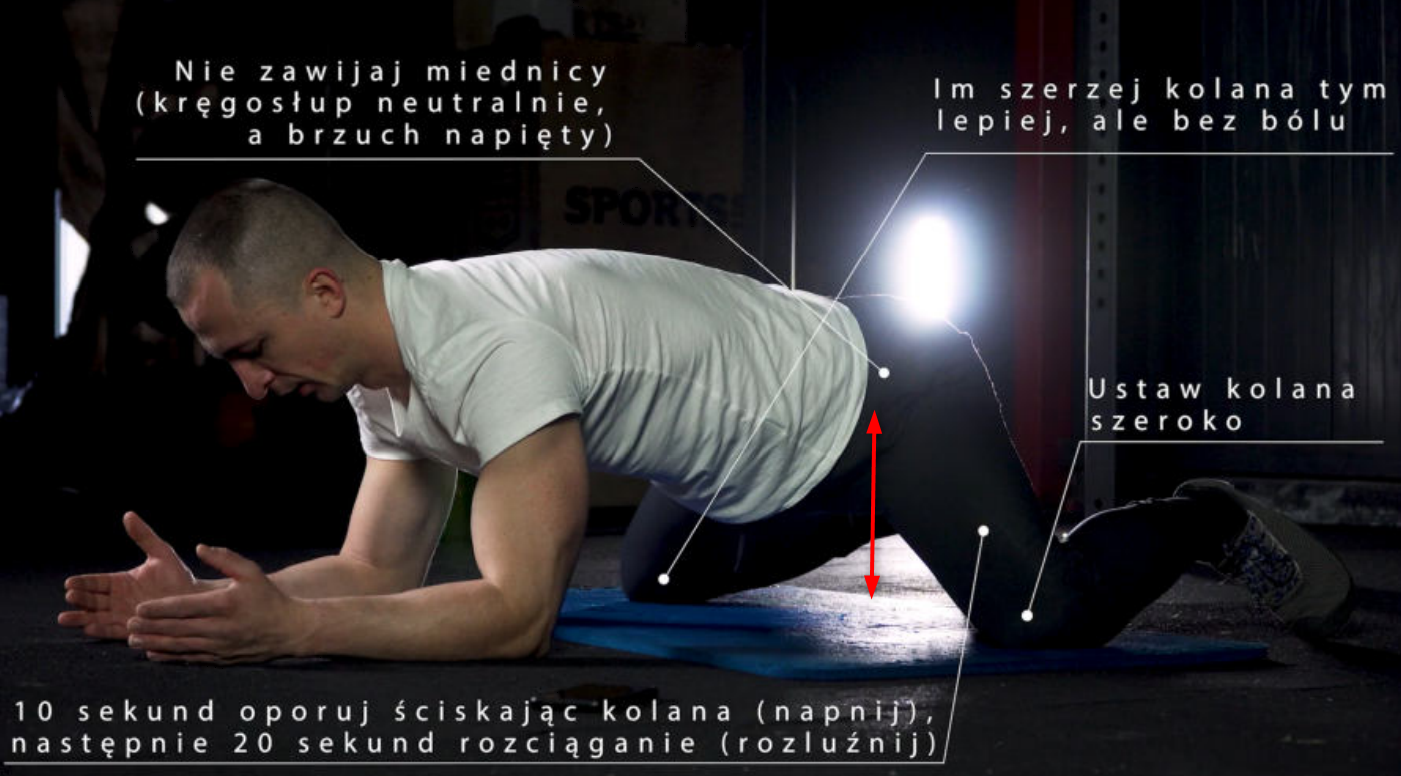 Nie zawijaj miednicy
(kręgosłup neutralnie,
a brzuch napięty)
Im szerzej kolana tym
lepiej, ale bez bólu
SPORTS
Ustaw kolana
szeroko
10 sekund oporuj ściskając kolana (napnij),
następnie 20 sekund rozciąganie (rozluźnij)